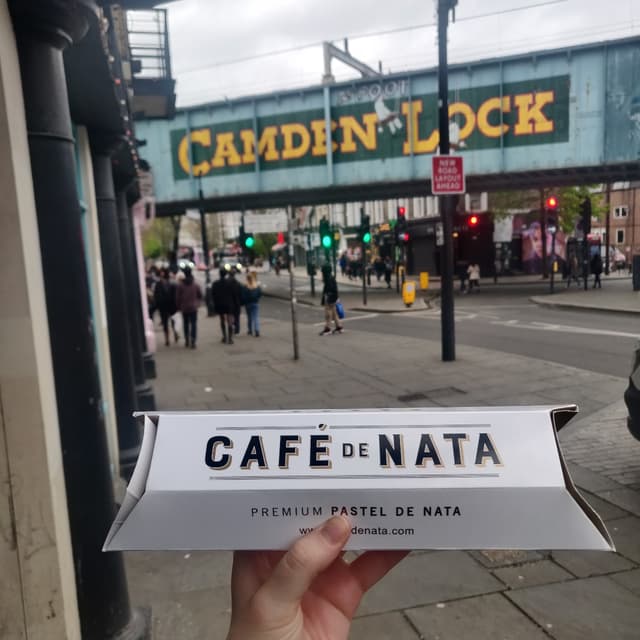 CAMDEN LOCK
NEW
ROAD
LAYOUT
AHEAD
CAFÉ DE NATA
PREMIUM PASTEL DE NATA